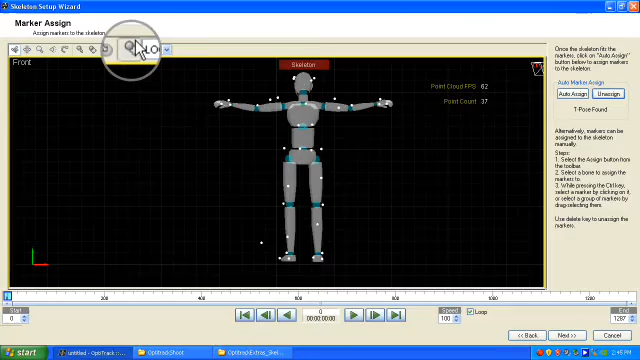 Skeleton Setup Wizard
Marker Assign
Assign markers to the skeleton
Front
Skeleton
Point Cloud FPS 62
Point Count 37
Once the skeleton fits the
markers, click on "Auto Assign"
button below to assign markers
to the skeleton.
Auto Marker Assign
Auto Assign
Unassign
T-Pose Found
Alternatively, markers can be
assigned to the skeleton
manually.
Steps:
1. Select the Assign button from
the toolbar.
2. Select a bone to assign the
markers to.
3. While pressing the Ctrl key,
select a marker by clicking on it,
or select a group of markers by
drag-selecting them.
Use delete key to unassign the
markers.
200
400
600
800
1000
1200
Start
0
0
00:00:00:00
Speed
100
Loop
End
1287
<< Back
Next >>
Cancel
start
untitled - OptiTrack ::...
Optitrack\Shoot
Optitrack\Extras_Skel...
2:45 PM